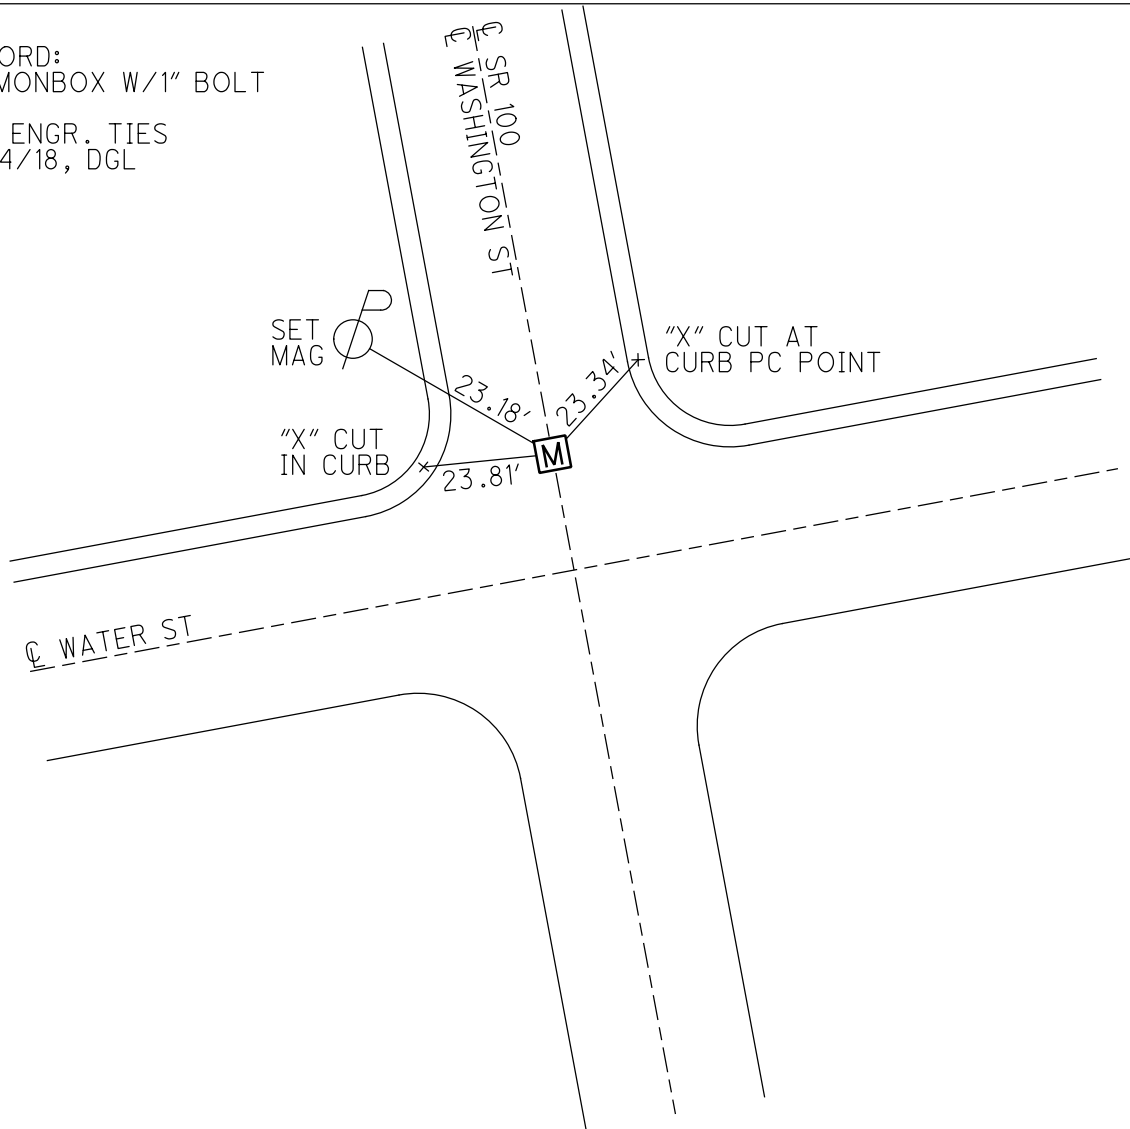 ORD:
MONBOX W/1" BOLT
ENGR. TIES
4/18, DGL
℄ SR 100
℄ WASHINGTON ST
SET
MAG
"X" CUT AT
CURB PC POINT
23.18'
23.34'
"X" CUT
IN CURB
23.81'
M
℄ WATER ST